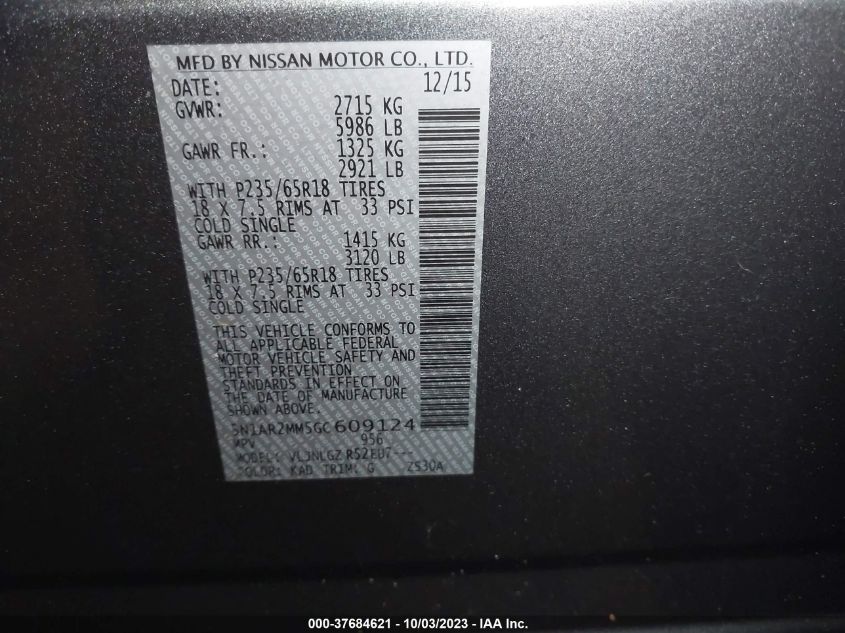 MFD BY NISSAN MOTOR CO., LTD.
DATE: 12/15
GVWR: 2715 KG
5986 LB
GAWR FR.: 1325 KG
2921 LB
WITH P235/65R18 TIRES
18 X 7.5 RIMS AT 33 PSI
COLD SINGLE
GAWR RR.: 1415 KG
3120 LB
WITH P235/65R18 TIRES
18 X 7.5 RIMS AT 33 PSI
COLD SINGLE
THIS VEHICLE CONFORMS TO
ALL APPLICABLE FEDERAL
MOTOR VEHICLE SAFETY AND
THEFT PREVENTION
STANDARDS IN EFFECT ON
THE DATE OF MANUFACTURE
SHOWN ABOVE.
5N1AR2MM5GC609124
MPV 956
MODEL: VLJNLGZ R52EU7---
COLOR: KAD TRIM: G Z530A
000-37684621 - 10/03/2023 - IAA Inc.